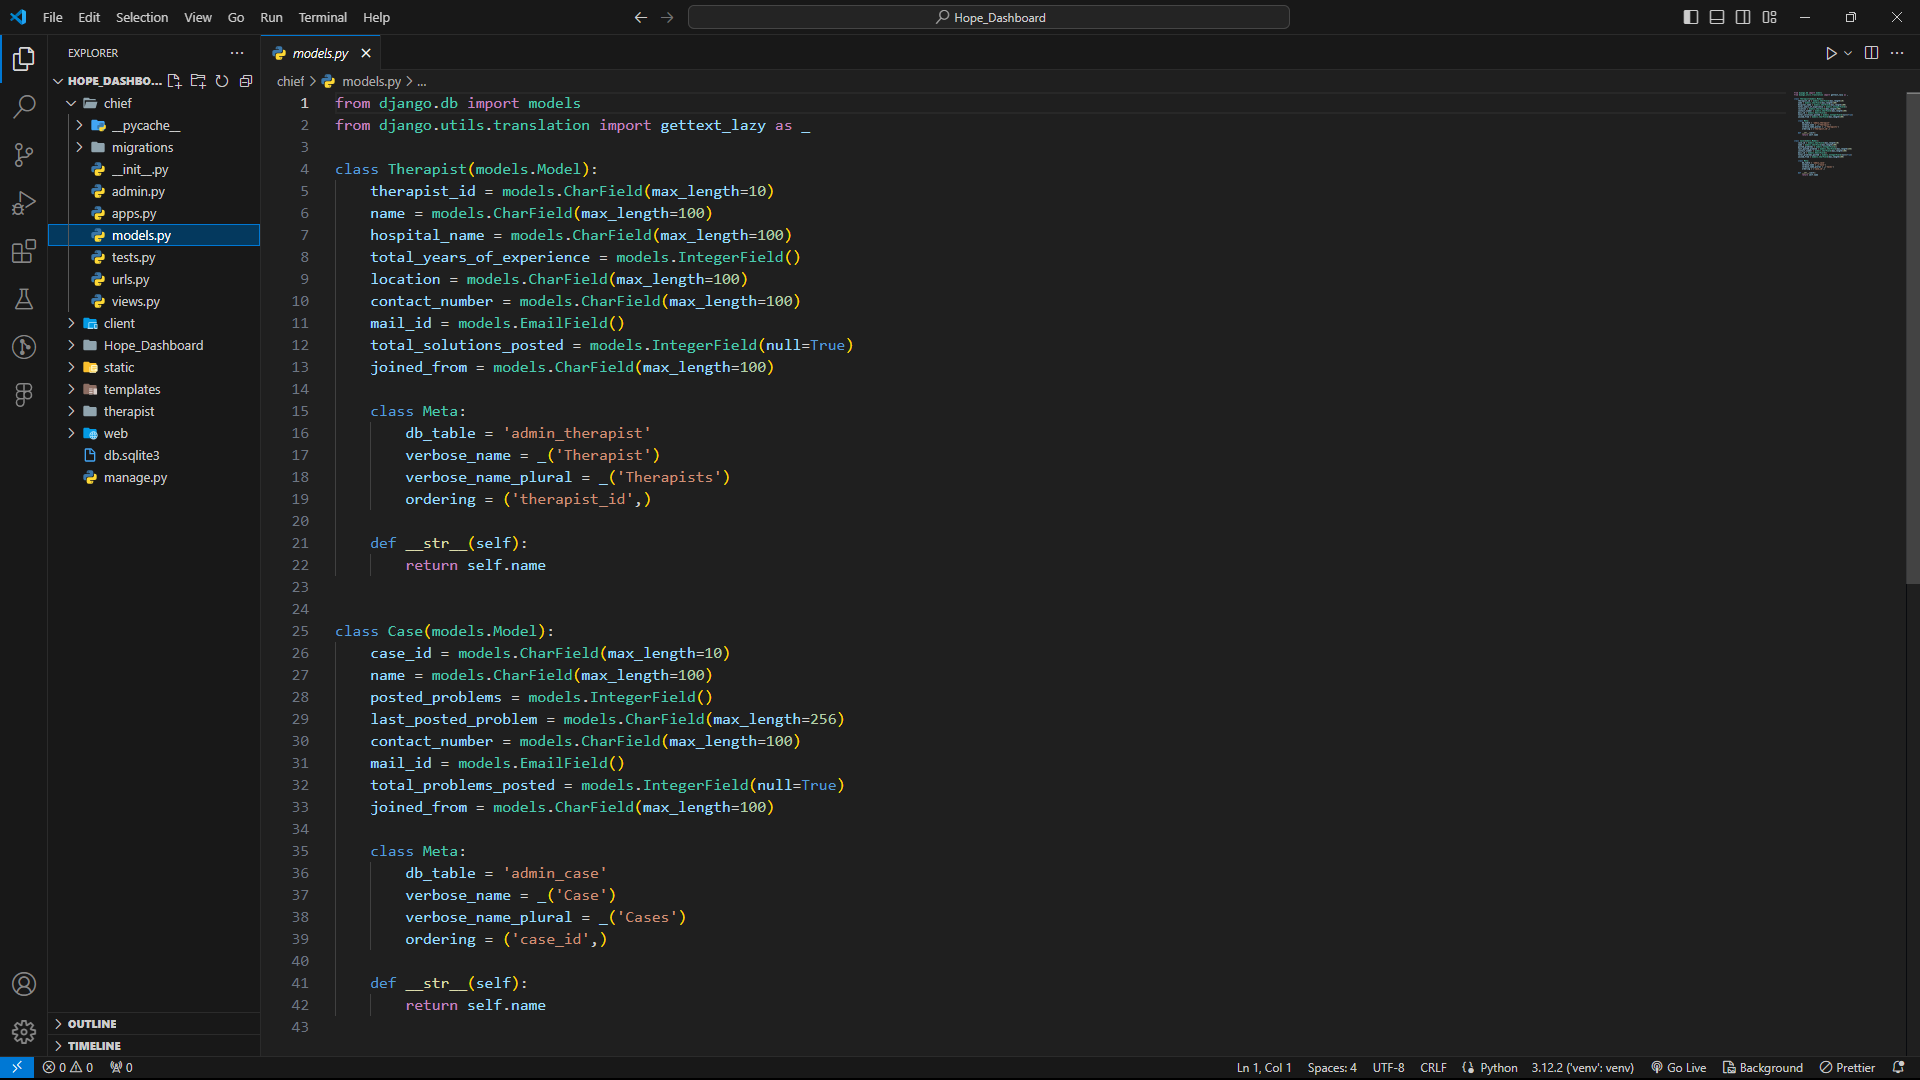 File Edit Selection View Go Run Terminal Help
Hope_Dashboard
EXPLORER
HOPE_DASHBO...
chief
__pycache__
migrations
__init__.py
admin.py
apps.py
models.py
tests.py
urls.py
views.py
client
Hope_Dashboard
static
templates
therapist
web
db.sqlite3
manage.py
OUTLINE
TIMELINE
models.py
chief > models.py > ...
1 from django.db import models
2 from django.utils.translation import gettext_lazy as _
3
4 class Therapist(models.Model):
5 therapist_id = models.CharField(max_length=10)
6 name = models.CharField(max_length=100)
7 hospital_name = models.CharField(max_length=100)
8 total_years_of_experience = models.IntegerField()
9 location = models.CharField(max_length=100)
10 contact_number = models.CharField(max_length=100)
11 mail_id = models.EmailField()
12 total_solutions_posted = models.IntegerField(null=True)
13 joined_from = models.CharField(max_length=100)
14
15 class Meta:
16 db_table = 'admin_therapist'
17 verbose_name = _('Therapist')
18 verbose_name_plural = _('Therapists')
19 ordering = ('therapist_id',)
20
21 def __str__(self):
22 return self.name
23
24
25 class Case(models.Model):
26 case_id = models.CharField(max_length=10)
27 name = models.CharField(max_length=100)
28 posted_problems = models.IntegerField()
29 last_posted_problem = models.CharField(max_length=256)
30 contact_number = models.CharField(max_length=100)
31 mail_id = models.EmailField()
32 total_problems_posted = models.IntegerField(null=True)
33 joined_from = models.CharField(max_length=100)
34
35 class Meta:
36 db_table = 'admin_case'
37 verbose_name = _('Case')
38 verbose_name_plural = _('Cases')
39 ordering = ('case_id',)
40
41 def __str__(self):
42 return self.name
43
0 0 0 Ln 1, Col 1 Spaces: 4 UTF-8 CRLF Python 3.12.2 ('venv': venv) Go Live Background Prettier